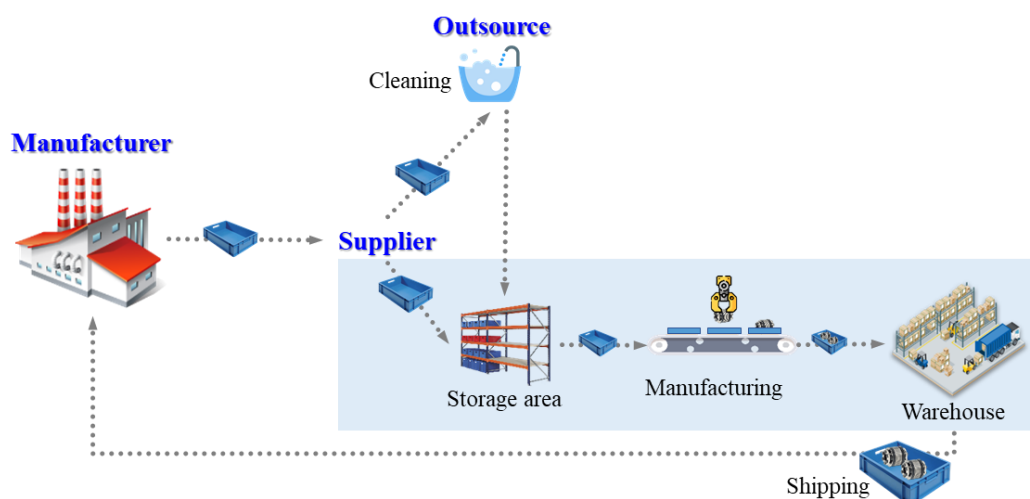 Outsource
Cleaning
Manufacturer
Supplier
Storage area
Manufacturing
Warehouse
Shipping